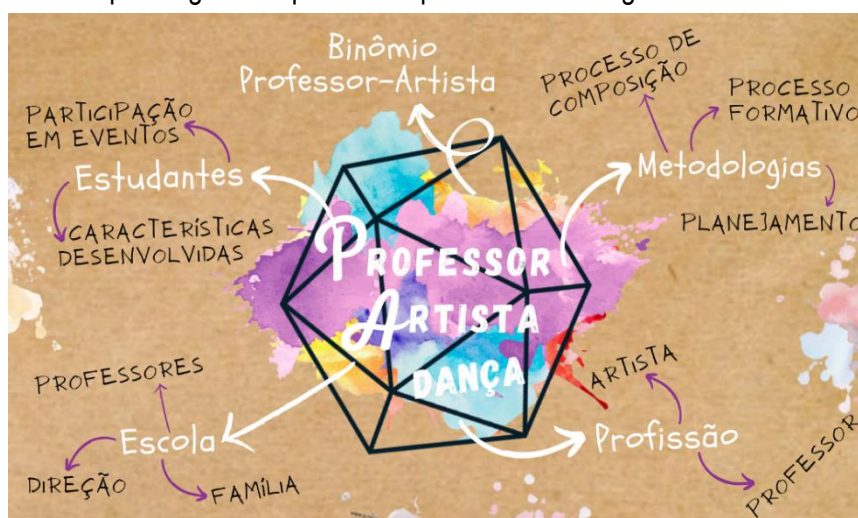 Binômio
Professor-Artista
PROCESSO DE
COMPOSIÇÃO
PROCESSO
FORMATIVO
PARTICIPAÇÃO
EM EVENTOS
Estudantes
Metodologias
CARACTERÍSTICAS
DESENVOLVIDAS
PLANEJAMENTO
PROFESSOR
ARTISTA
DANÇA
PROFESSORES
ARTISTA
Escola
Profissão
DIREÇÃO
FAMÍLIA
PROFESSOR